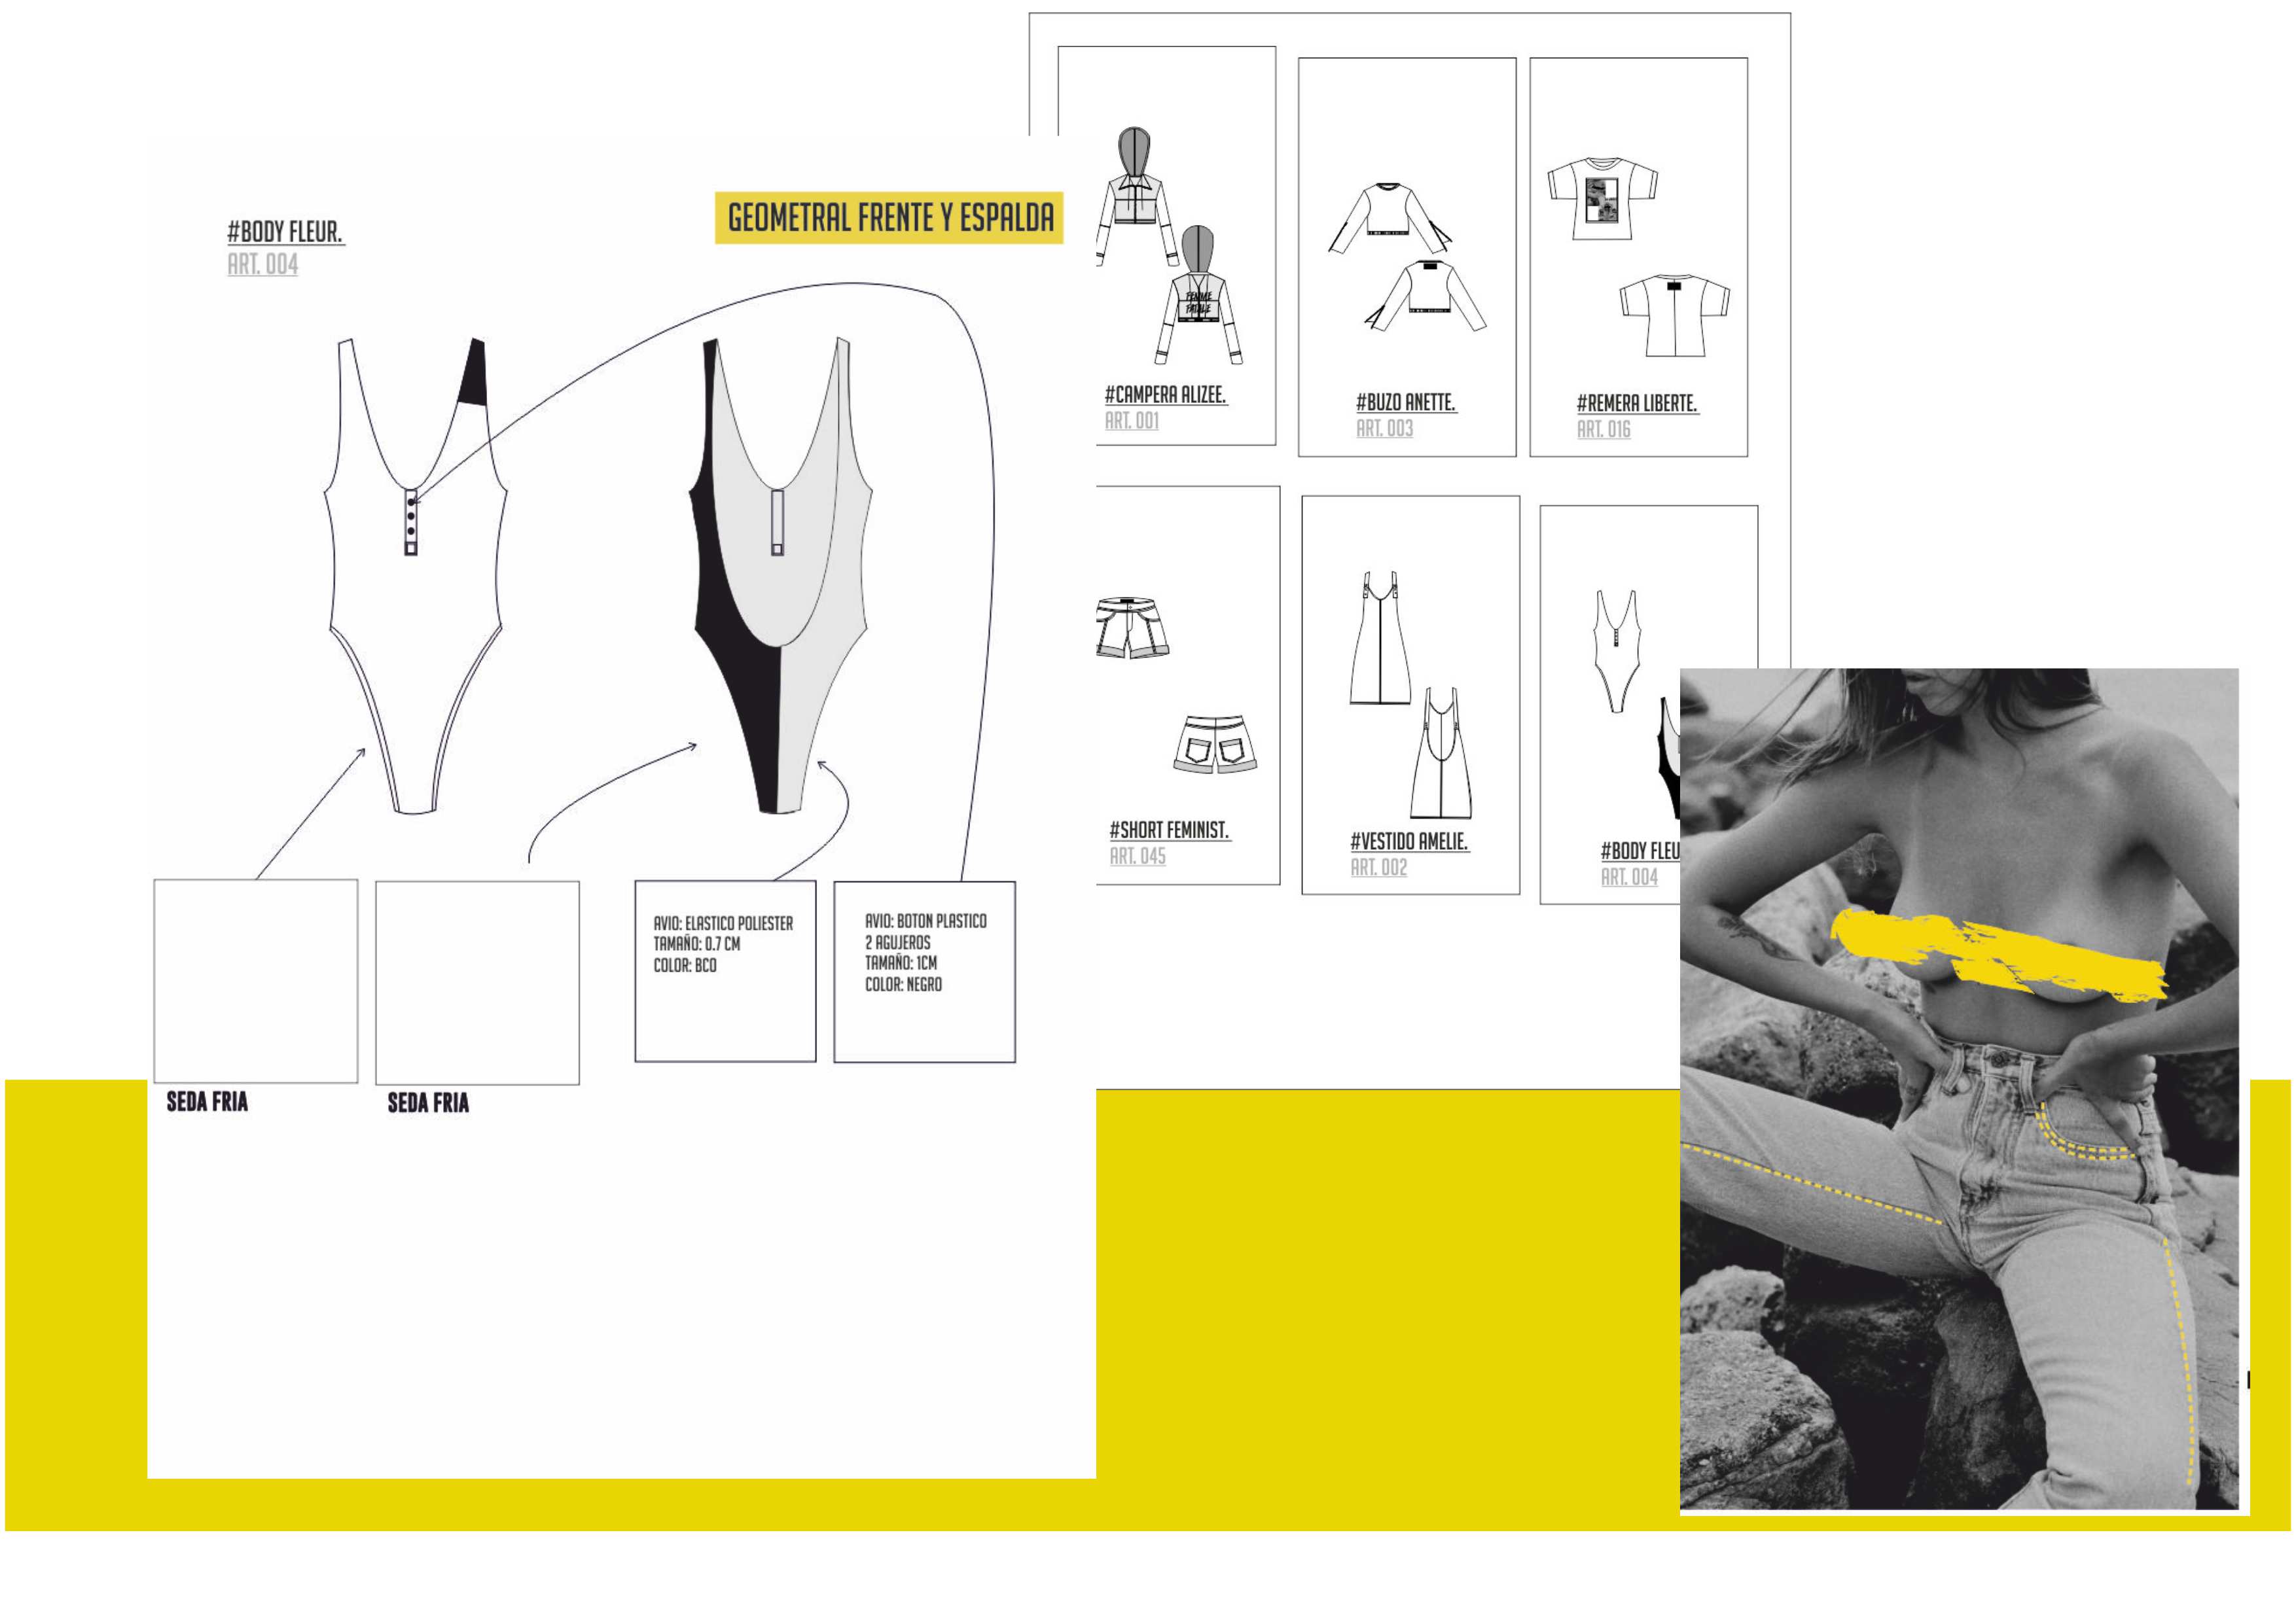 #BODY FLEUR.
ART. 004
GEOMETRAL FRENTE Y ESPALDA
AVIO: ELASTICO POLIESTER
TAMAÑO: 0.7 CM
COLOR: BCO
AVIO: BOTON PLASTICO
2 AGUJEROS
TAMAÑO: 1CM
COLOR: NEGRO
SEDA FRIA
SEDA FRIA
FEMME
FATALE
#CAMPERA ALIZEE.
ART. 001
#BUZO ANETTE.
ART. 003
#REMERA LIBERTE.
ART. 016
#SHORT FEMINIST.
ART. 045
#VESTIDO AMELIE.
ART. 002
#BODY FLEU
ART. 004